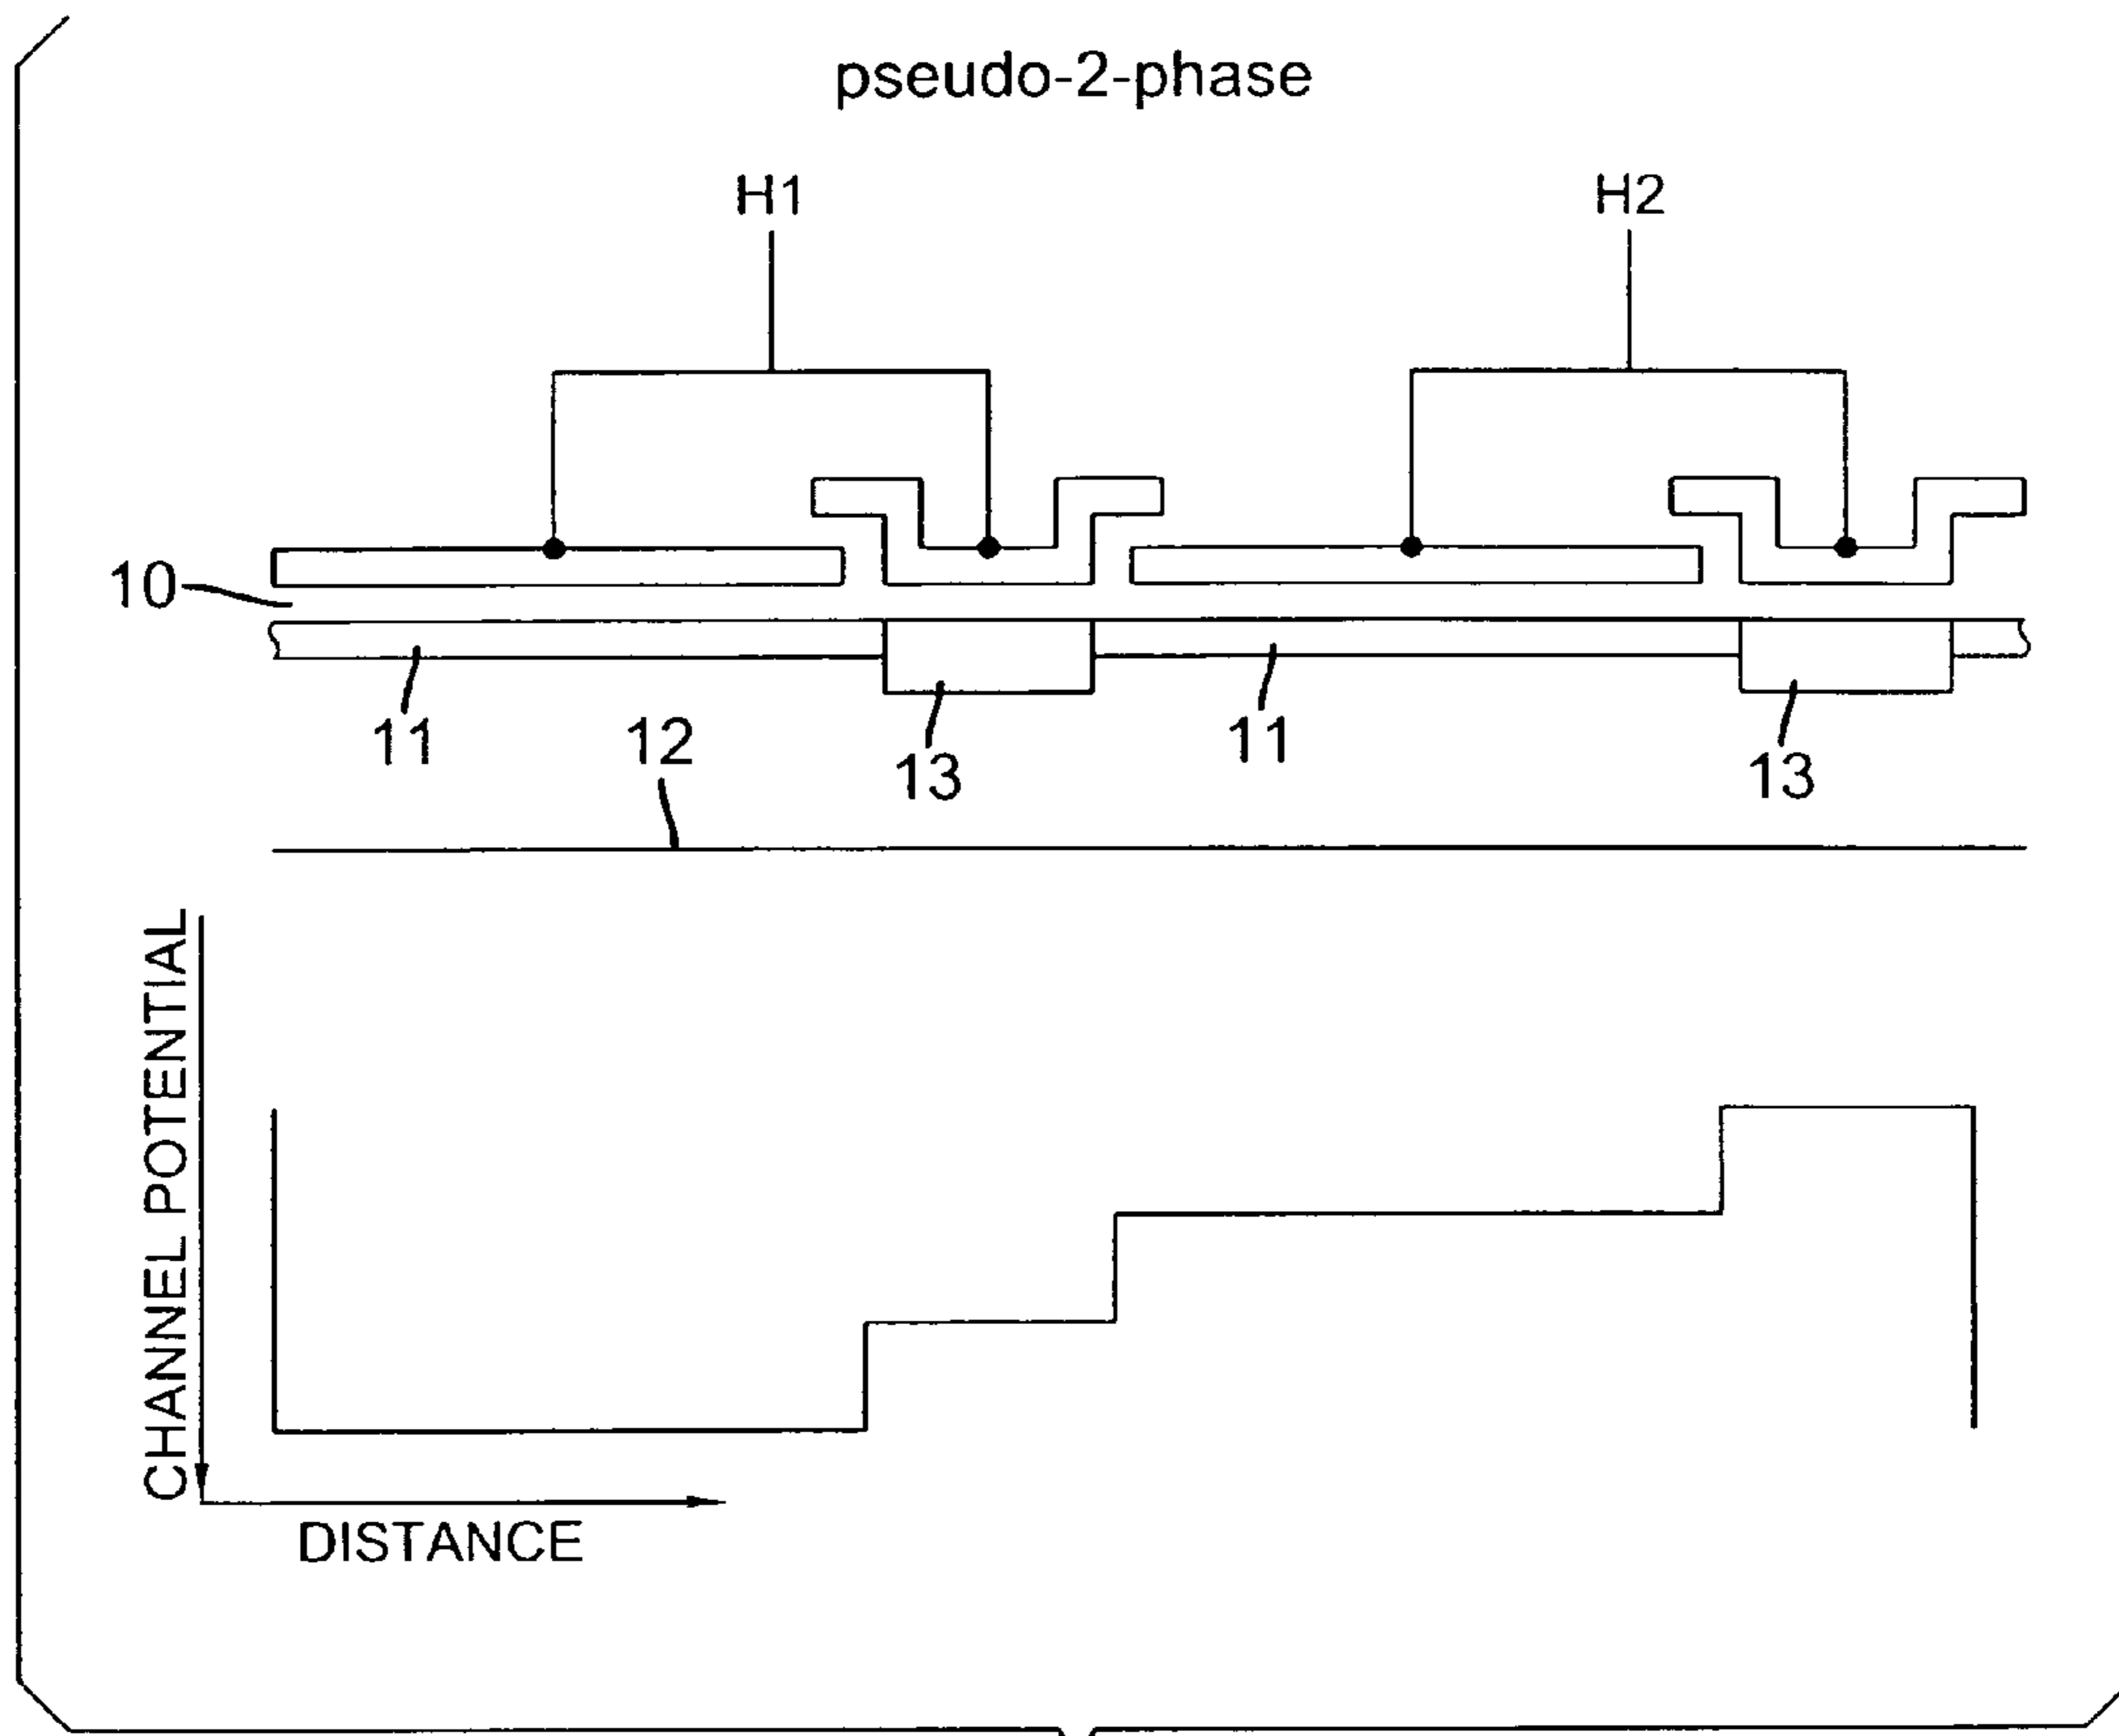 pseudo-2-phase
H1
H2
10
11
12
13
11
13
CHANNEL POTENTIAL
DISTANCE